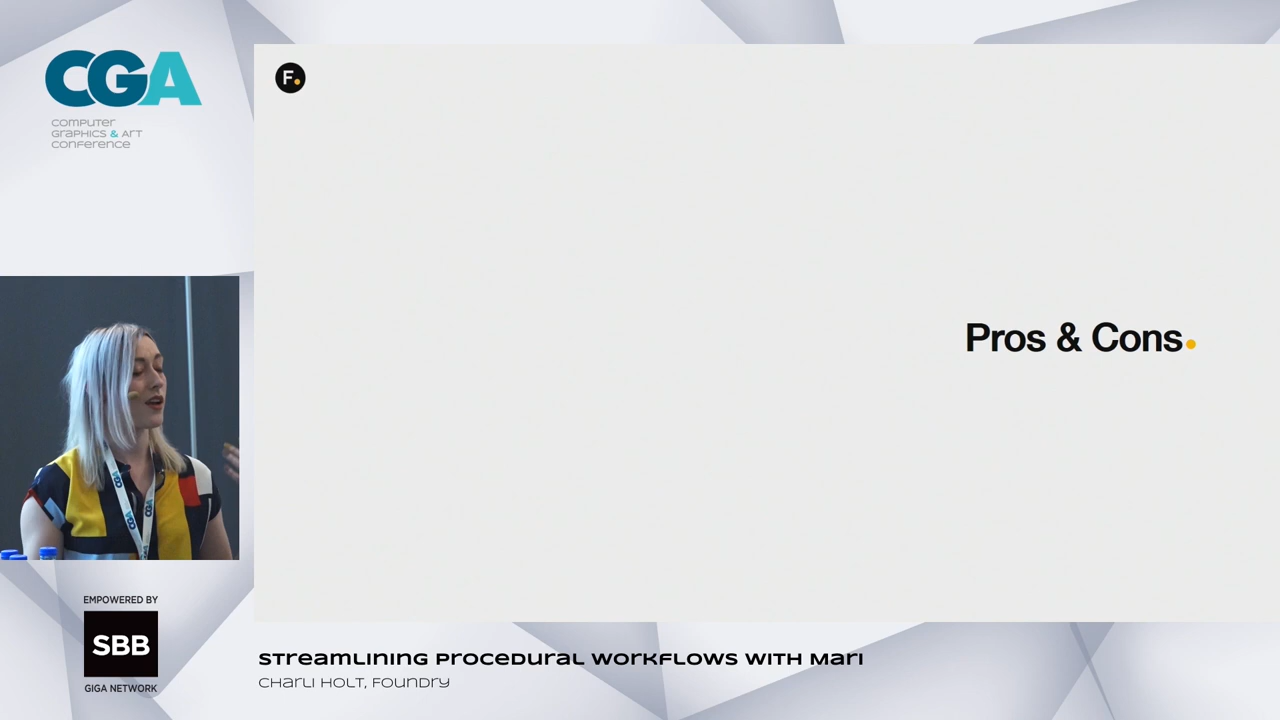 CGA
computer
graphics & art
conference
F.
Pros & Cons.
EMPOWERED BY
SBB
GIGA NETWORK
streamlining procedural workflows with mari
charli holt, foundry